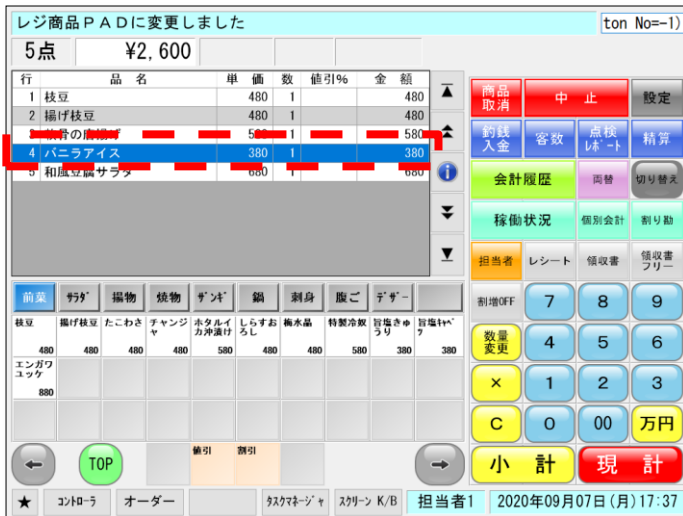 レジ商品PADに変更しました
ton No=-1)
5点 ¥2,600
行 品 名 単 価 数 値引% 金 額
1 枝豆 480 1 480
2 揚げ枝豆 480 1 480
3 軟骨の唐揚げ 580 1 580
4 バニラアイス 380 1 380
5 和風豆腐サラダ 680 1 680
商品取消 中 止 設定
釣銭入金 客数 点検ﾚﾎﾟｰﾄ 精算
会計履歴 両替 切り替え
稼働状況 個別会計 割り勘
担当者 レシート 領収書 領収書フリー
前菜 ｻﾗﾀﾞ 揚物 焼物 ｻﾞﾝｷﾞ 鍋 刺身 腹ご ﾃﾞｻﾞｰ
枝豆 揚げ枝豆 たこわさ チャンジャ ホタルイカ沖漬け しらすおろし 梅水晶 特製冷奴 旨塩きゅうり 旨塩ｷｬﾍﾞﾂ
480 480 480 480 580 480 480 580 380 380
エンガワユッケ
880
割増OFF 7 8 9
数量変更 4 5 6
× 1 2 3
C 0 00 万円
小 計 現 計
← TOP 値引 割引 →
★ ｺﾝﾄﾛｰﾗ オーダー ﾀｽｸﾏﾈｰｼﾞｬ ｽｸﾘｰﾝ K/B 担当者1 2020年09月07日(月)17:37